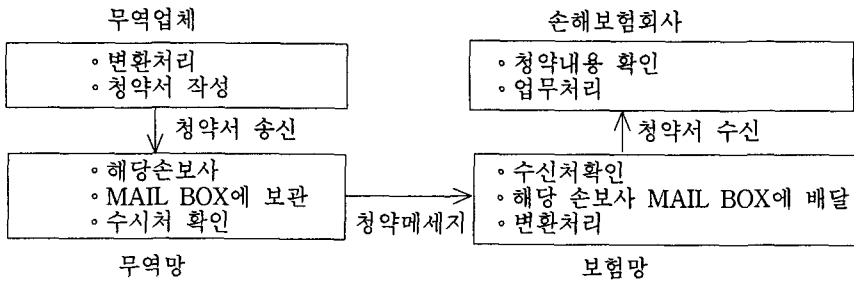 무역업체
◦ 변환처리
◦ 청약서 작성
청약서 송신
◦ 해당손보사
◦ MAIL BOX에 보관
◦ 수시처 확인
무역망
청약메세지
손해보험회사
◦ 청약내용 확인
◦ 업무처리
청약서 수신
◦ 수신처확인
◦ 해당 손보사 MAIL BOX에 배달
◦ 변환처리
보험망